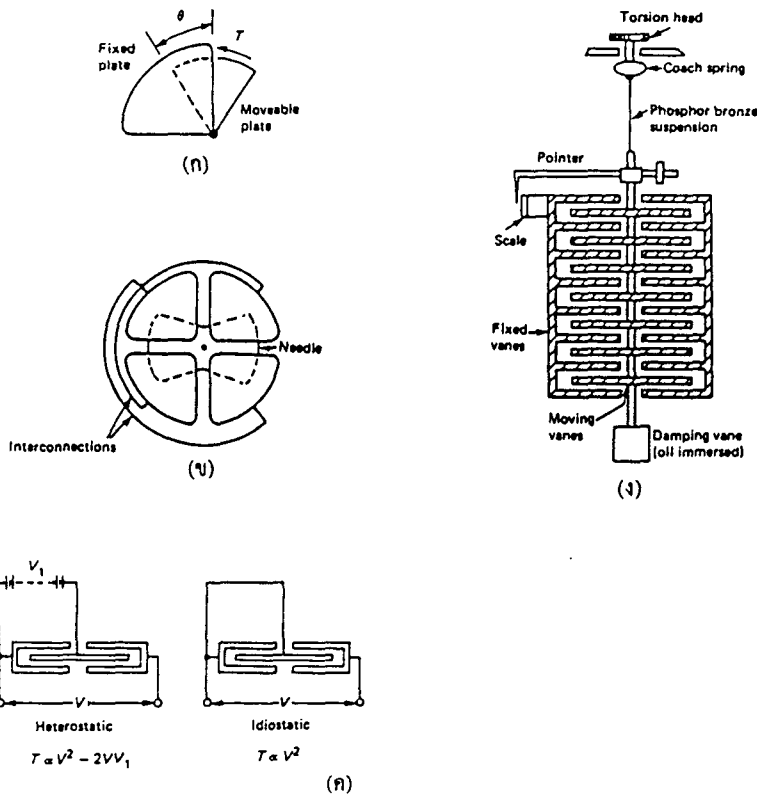 θ
T
Fixed
plate
Moveable
plate
(ก)
Needle
Interconnections
(ข)
Torsion head
Coach spring
Phosphor bronze
suspension
Pointer
Scale
Fixed
vanes
Moving
vanes
Damping vane
(oil immersed)
(ง)
V₁
V
Heterostatic
T ∝ V² − 2VV₁
V
Idiostatic
T ∝ V²
(ค)